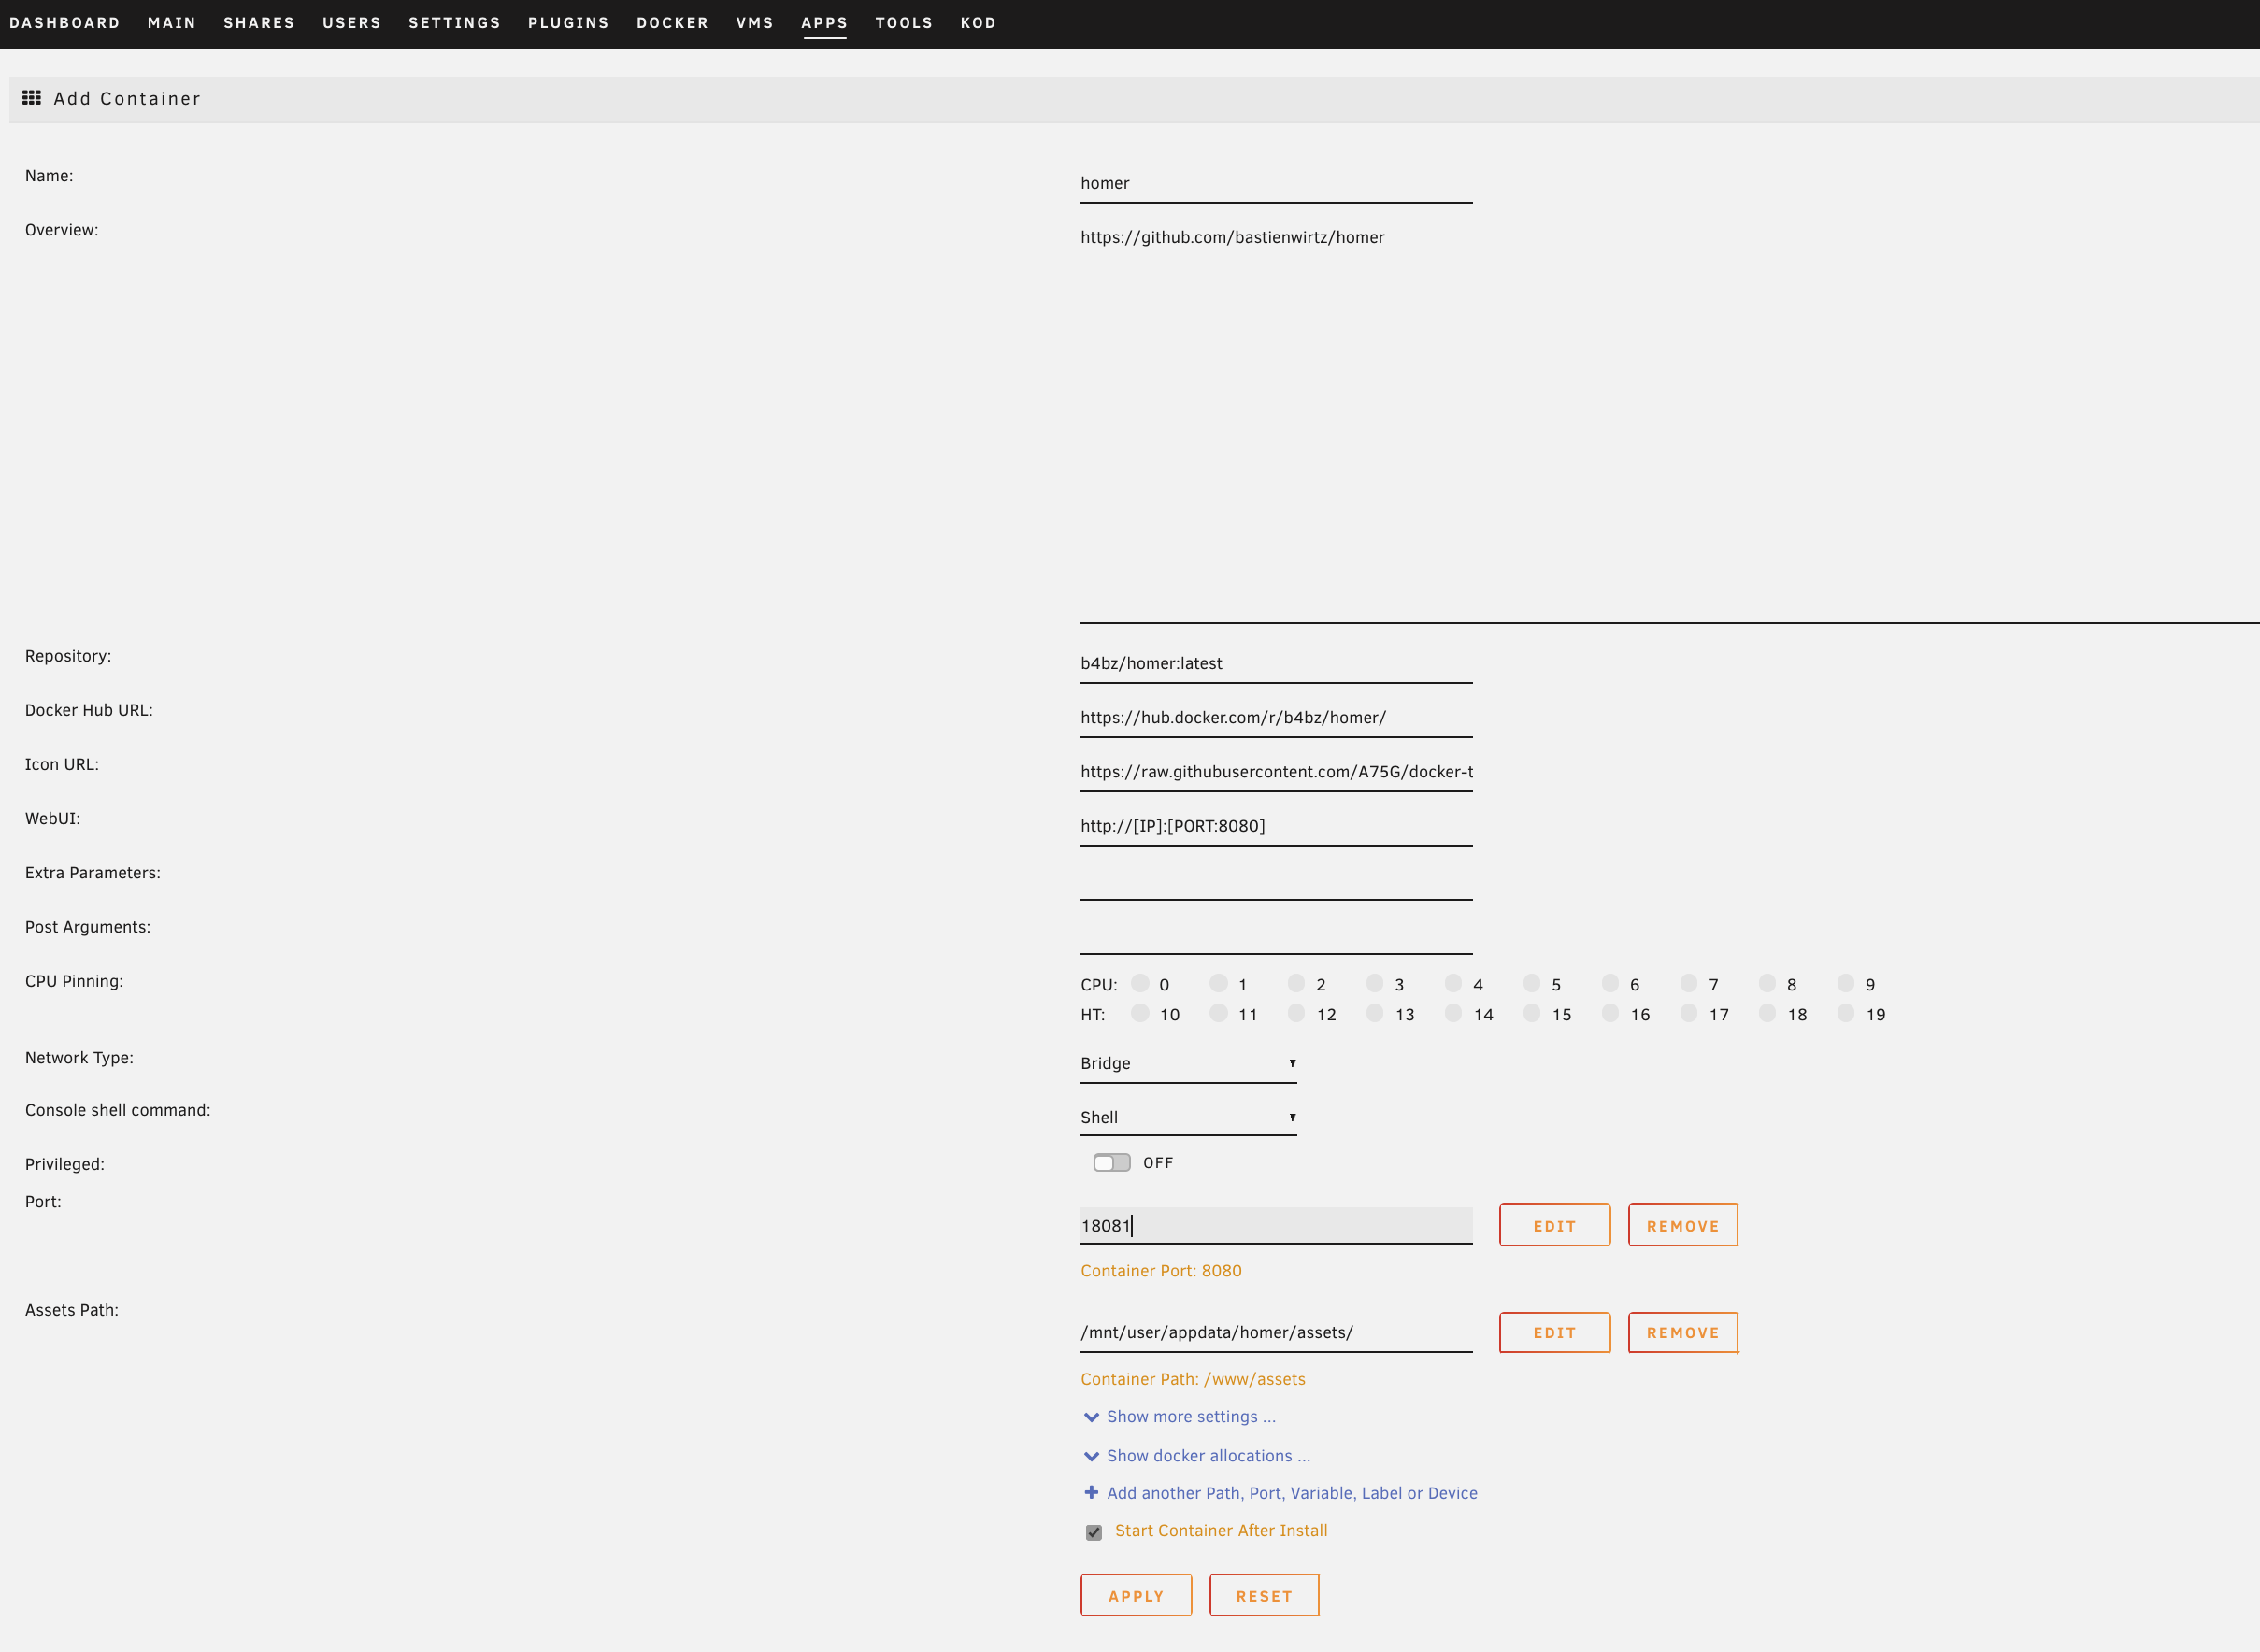 DASHBOARD MAIN SHARES USERS SETTINGS PLUGINS DOCKER VMS APPS TOOLS KOD
Add Container
Name: homer
Overview: https://github.com/bastienwirtz/homer
Repository: b4bz/homer:latest
Docker Hub URL: https://hub.docker.com/r/b4bz/homer/
Icon URL: https://raw.githubusercontent.com/A75G/docker-t
WebUI: http://[IP]:[PORT:8080]
Extra Parameters:
Post Arguments:
CPU Pinning: CPU: 0 1 2 3 4 5 6 7 8 9
HT: 10 11 12 13 14 15 16 17 18 19
Network Type: Bridge
Console shell command: Shell
Privileged: OFF
Port: 18081 EDIT REMOVE
Container Port: 8080
Assets Path: /mnt/user/appdata/homer/assets/ EDIT REMOVE
Container Path: /www/assets
Show more settings ...
Show docker allocations ...
Add another Path, Port, Variable, Label or Device
Start Container After Install
APPLY RESET